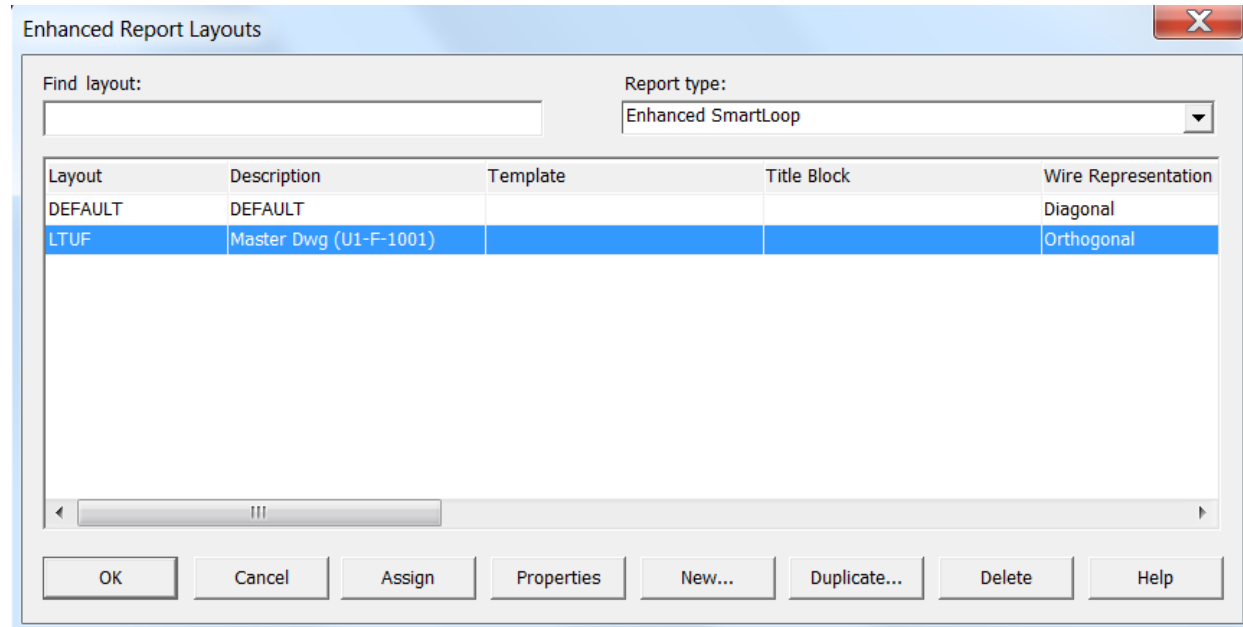 Enhanced Report Layouts
Find layout: Report type:
Enhanced SmartLoop
Layout Description Template Title Block Wire Representation
DEFAULT DEFAULT Diagonal
LTUF Master Dwg (U1-F-1001) Orthogonal
OK Cancel Assign Properties New... Duplicate... Delete Help